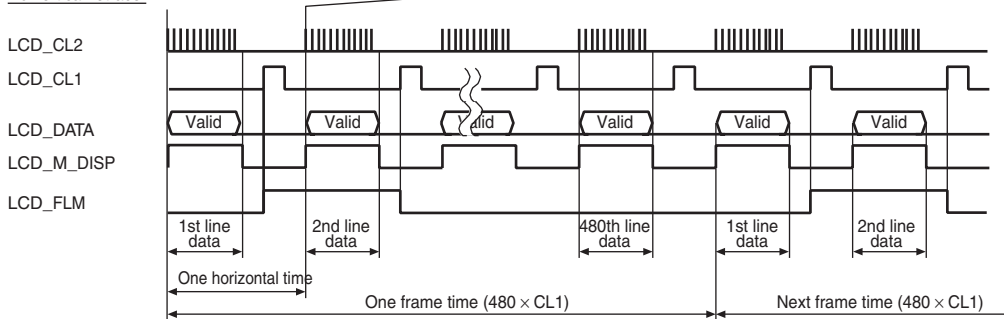 LCD_CL2
LCD_CL1
LCD_DATA
Valid
Valid
Valid
Valid
Valid
Valid
LCD_M_DISP
LCD_FLM
1st line
data
2nd line
data
480th line
data
1st line
data
2nd line
data
One horizontal time
One frame time (480 × CL1)
Next frame time (480 × CL1)